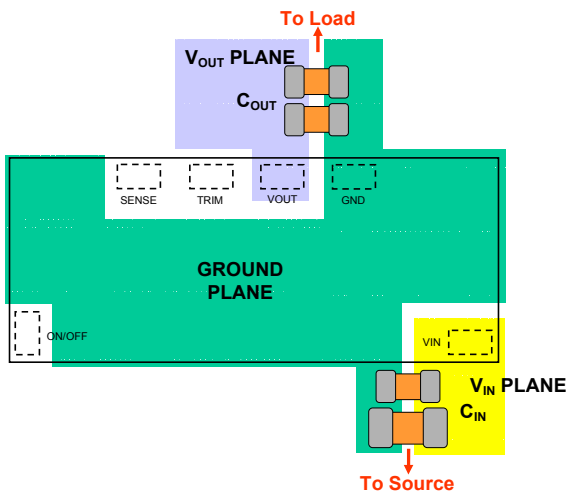 To Load
VOUT PLANE
COUT
SENSE
TRIM
VOUT
GND
GROUND
PLANE
ON/OFF
VIN
VIN PLANE
CIN
To Source